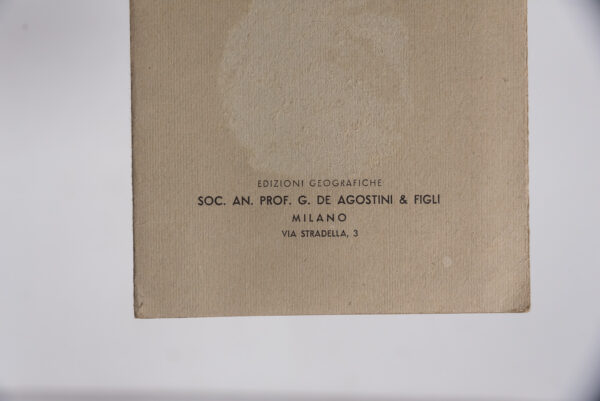 EDIZIONI GEOGRAFICHE
SOC. AN. PROF. G. DE AGOSTINI & FIGLI
MILANO
VIA STRADELLA, 3